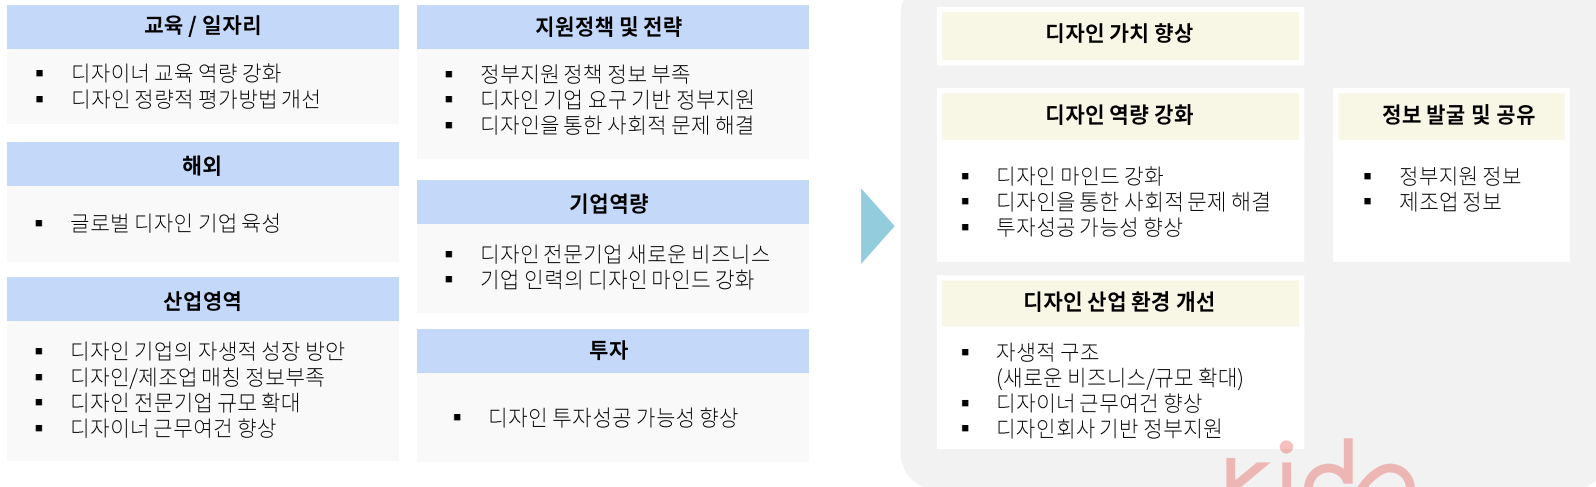 교육 / 일자리
▪ 디자이너 교육 역량 강화
▪ 디자인 정량적 평가방법 개선
해외
▪ 글로벌 디자인 기업 육성
산업영역
▪ 디자인 기업의 자생적 성장 방안
▪ 디자인/제조업 매칭 정보부족
▪ 디자인 전문기업 규모 확대
▪ 디자이너 근무여건 향상
지원정책 및 전략
▪ 정부지원 정책 정보 부족
▪ 디자인 기업 요구 기반 정부지원
▪ 디자인을 통한 사회적 문제 해결
기업역량
▪ 디자인 전문기업 새로운 비즈니스
▪ 기업 인력의 디자인 마인드 강화
투자
▪ 디자인 투자성공 가능성 향상
디자인 가치 향상
디자인 역량 강화
▪ 디자인 마인드 강화
▪ 디자인을 통한 사회적 문제 해결
▪ 투자성공 가능성 향상
디자인 산업 환경 개선
▪ 자생적 구조
(새로운 비즈니스/규모 확대)
▪ 디자이너 근무여건 향상
▪ 디자인회사 기반 정부지원
정보 발굴 및 공유
▪ 정부지원 정보
▪ 제조업 정보